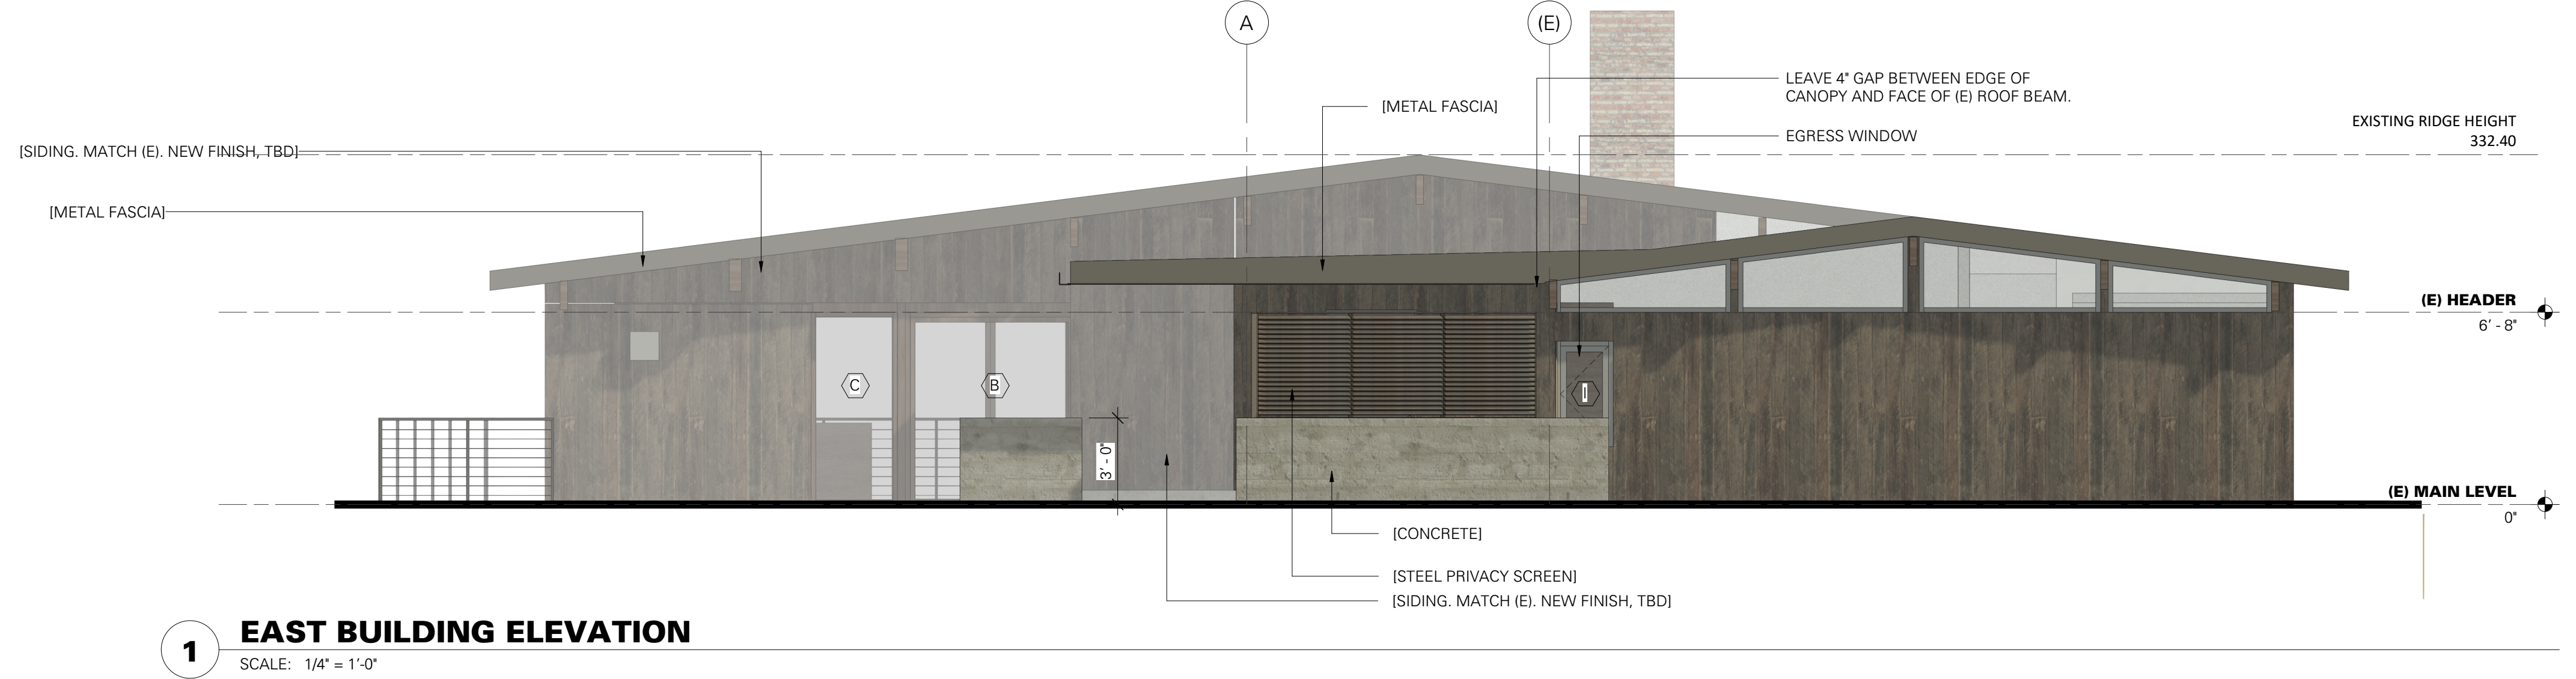 A
(E)
LEAVE 4" GAP BETWEEN EDGE OF
CANOPY AND FACE OF (E) ROOF BEAM.
[METAL FASCIA]
EXISTING RIDGE HEIGHT
332.40
EGRESS WINDOW
[SIDING. MATCH (E). NEW FINISH, TBD]
[METAL FASCIA]
(E) HEADER
6' - 8"
C
B
I
3' - 0"
(E) MAIN LEVEL
0"
[CONCRETE]
[STEEL PRIVACY SCREEN]
[SIDING. MATCH (E). NEW FINISH, TBD]
1
EAST BUILDING ELEVATION
SCALE: 1/4" = 1'-0"